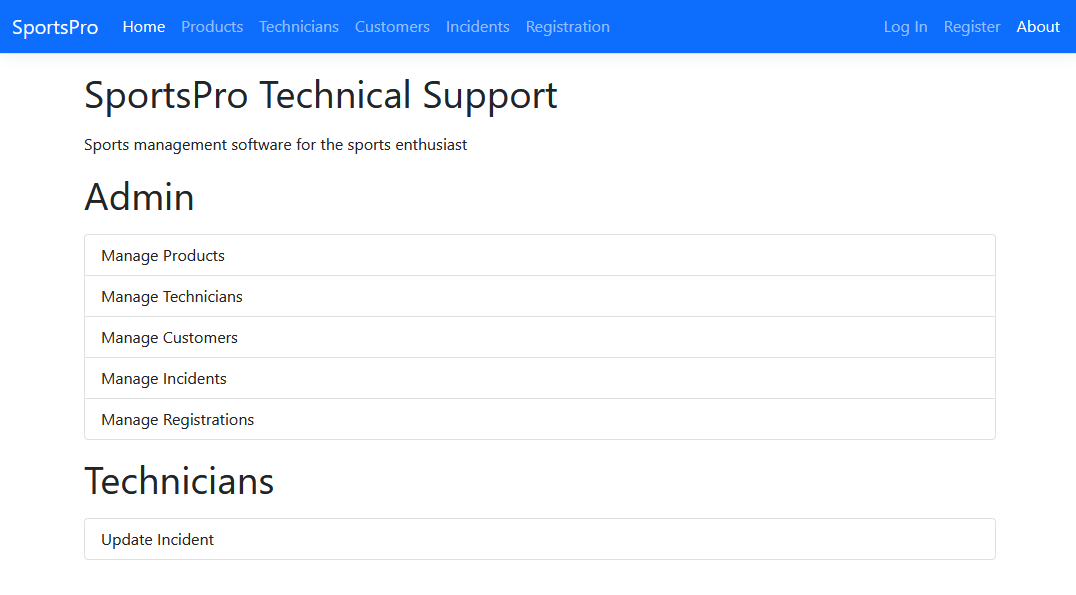 SportsPro Home Products Technicians Customers Incidents Registration Log In Register About
SportsPro Technical Support
Sports management software for the sports enthusiast
Admin
Manage Products
Manage Technicians
Manage Customers
Manage Incidents
Manage Registrations
Technicians
Update Incident